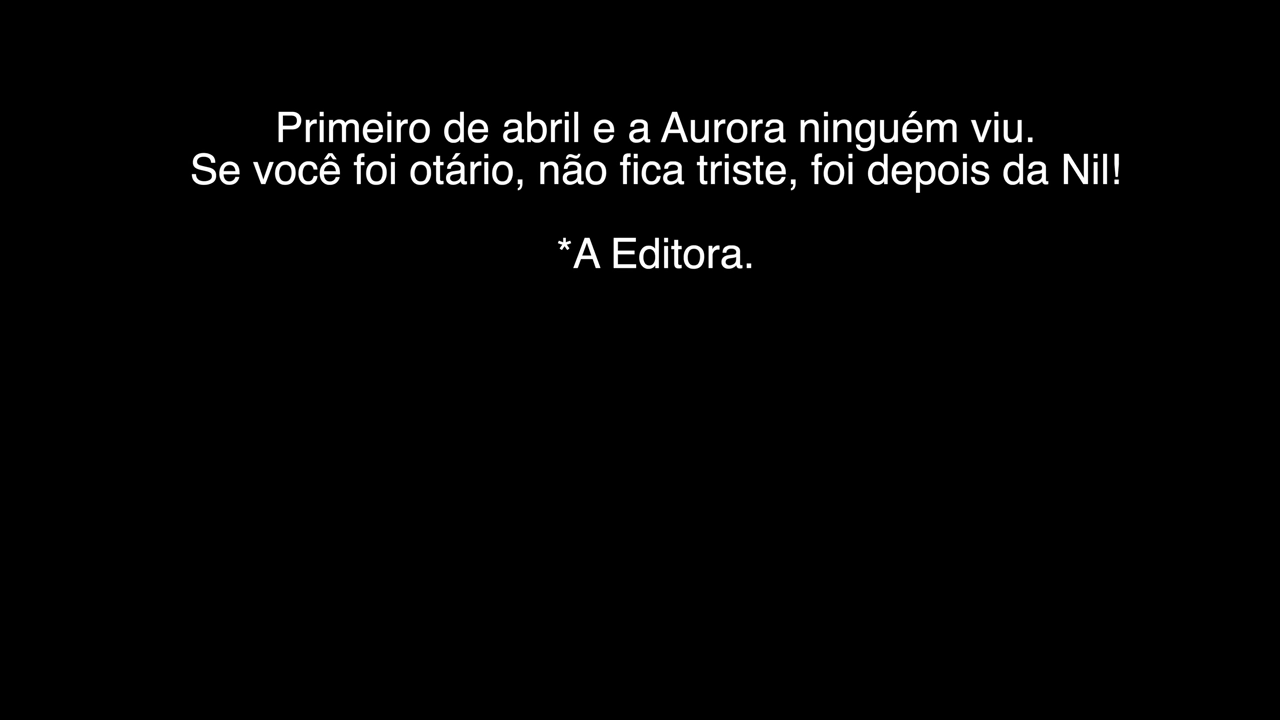 Primeiro de abril e a Aurora ninguém viu.
Se você foi otário, não fica triste, foi depois da Nil!
*A Editora.